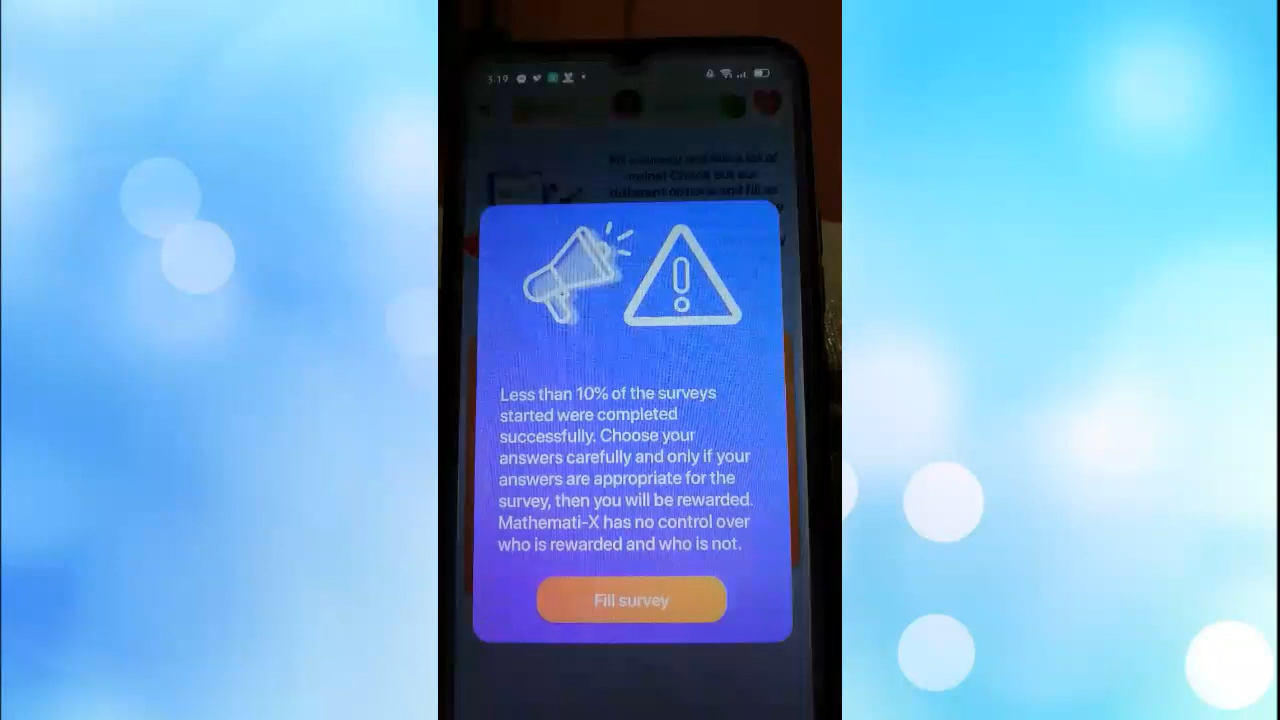 3:19
Less than 10% of the surveys
started were completed
successfully. Choose your
answers carefully and only if your
answers are appropriate for the
survey, then you will be rewarded.
Mathemati-X has no control over
who is rewarded and who is not.
Fill survey